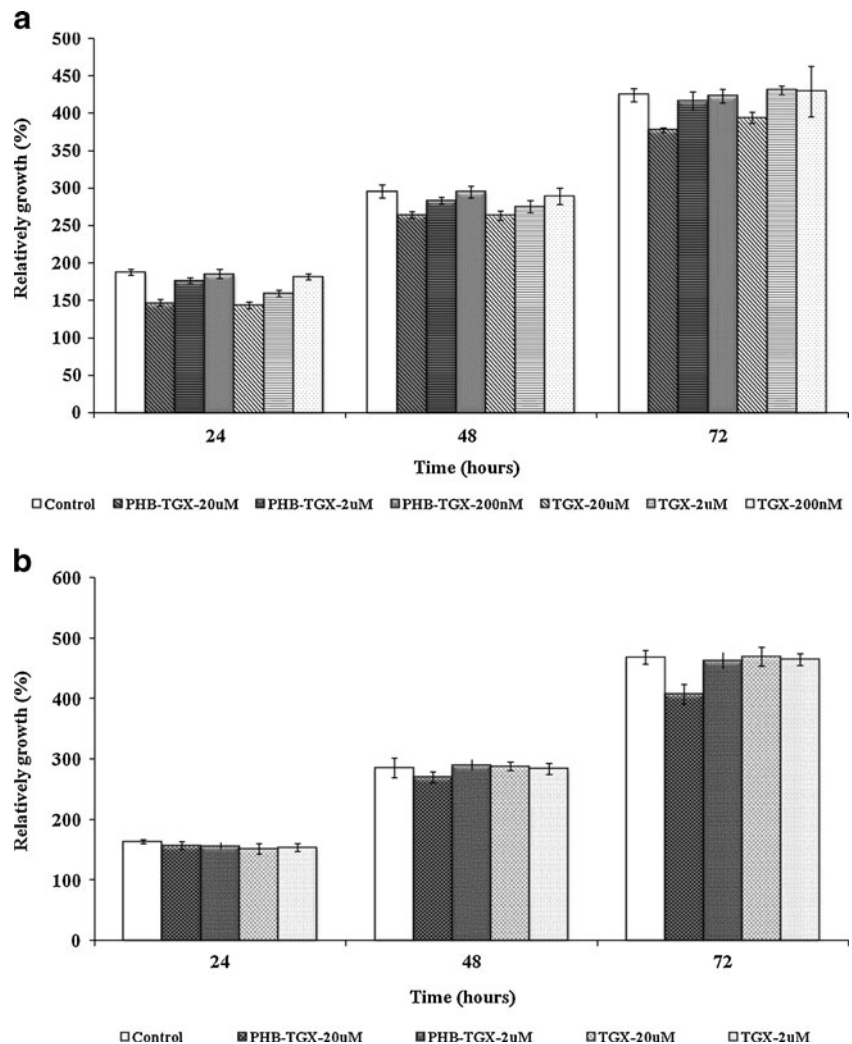 a
500
450
400
350
300
250
200
150
100
50
0
Relatively growth (%)
24 48 72
Time (hours)
Control PHB-TGX-20uM PHB-TGX-2uM PHB-TGX-200nM TGX-20uM TGX-2uM TGX-200nM
b
600
500
400
300
200
100
0
Relatively growth (%)
24 48 72
Time (hours)
Control PHB-TGX-20uM PHB-TGX-2uM TGX-20uM TGX-2uM